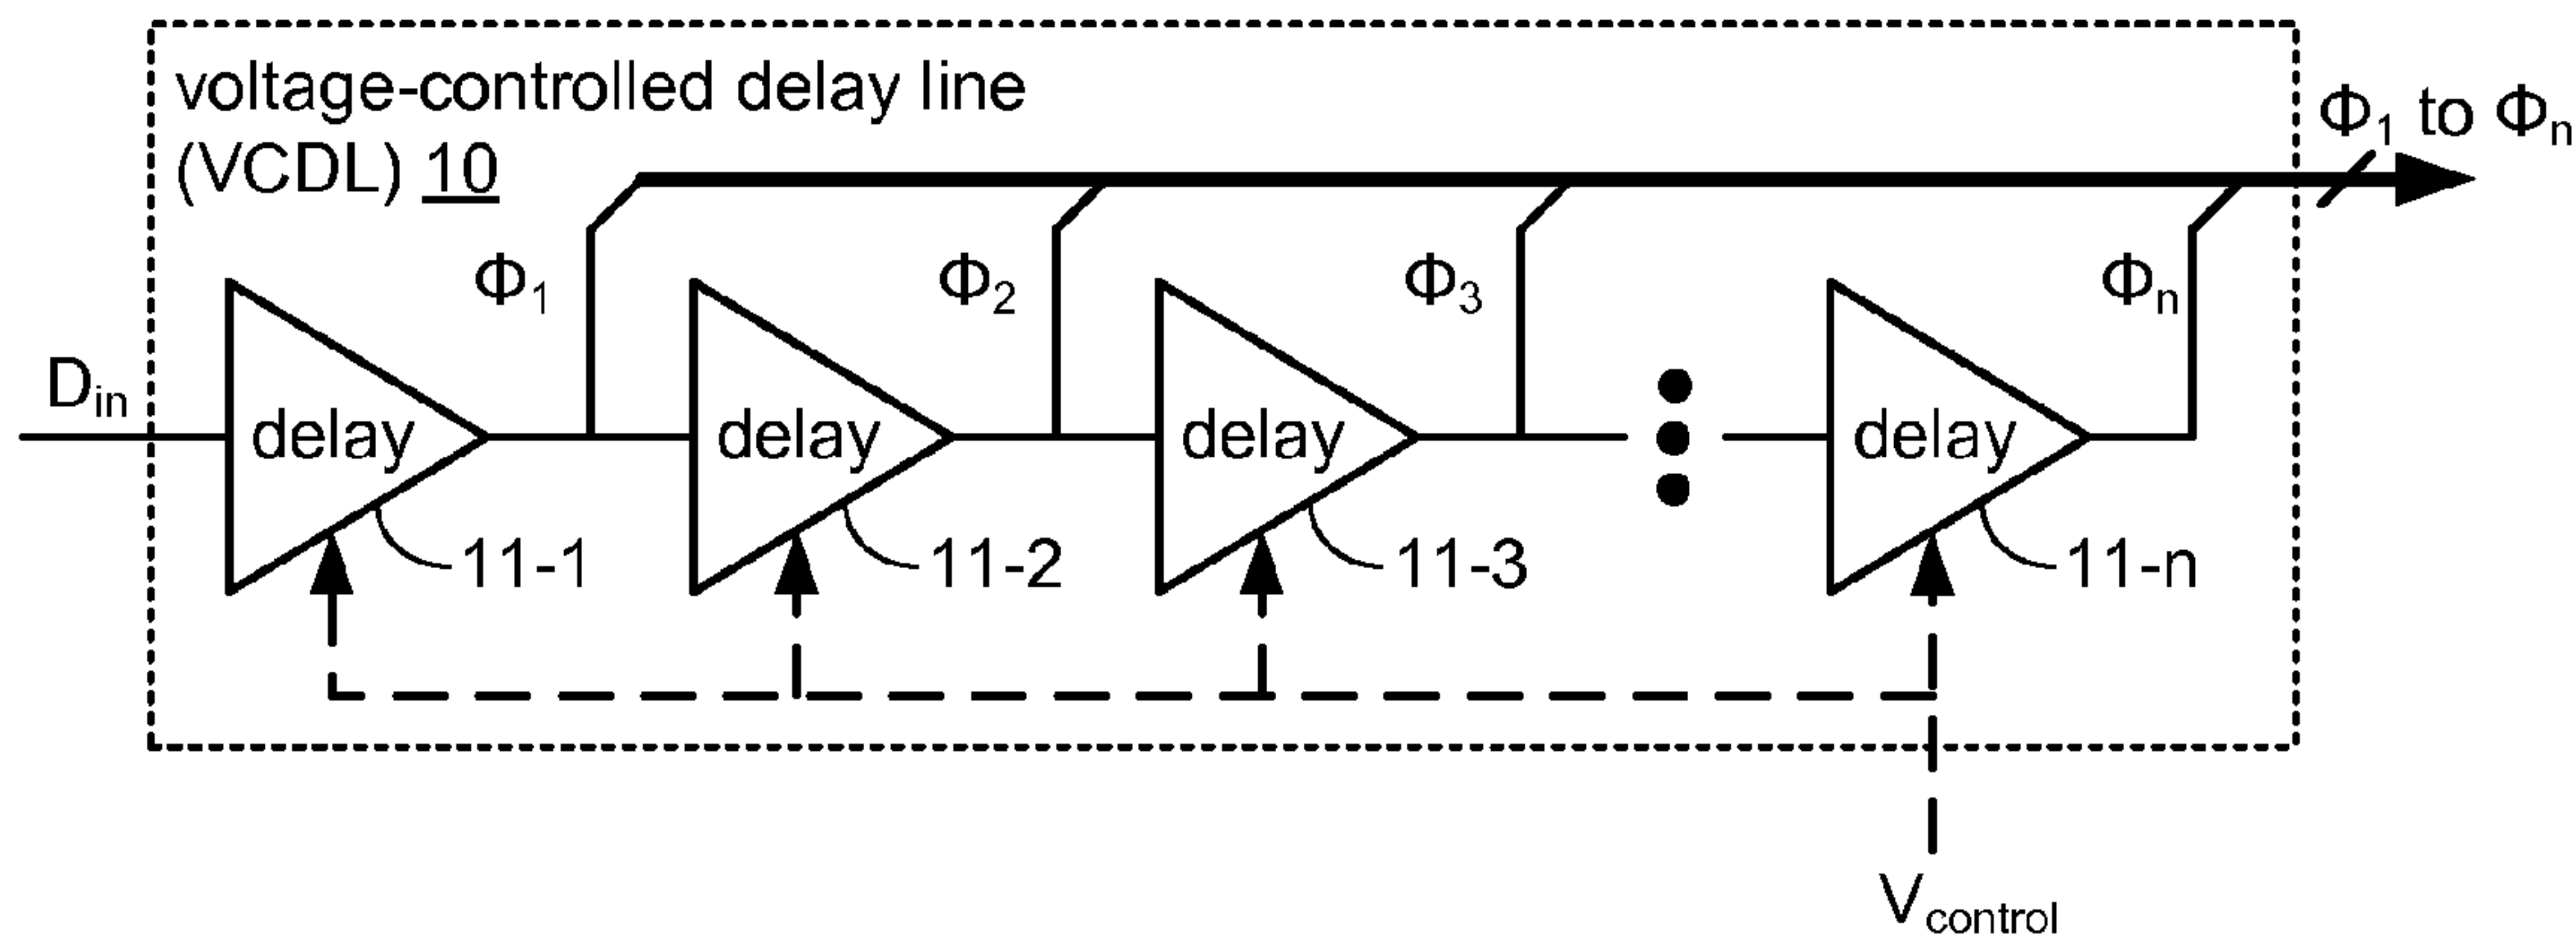 voltage-controlled delay line
(VCDL) 10
Φ1 to Φn
Φ1
Φ2
Φ3
Φn
Din
delay
delay
delay
delay
11-1
11-2
11-3
11-n
Vcontrol